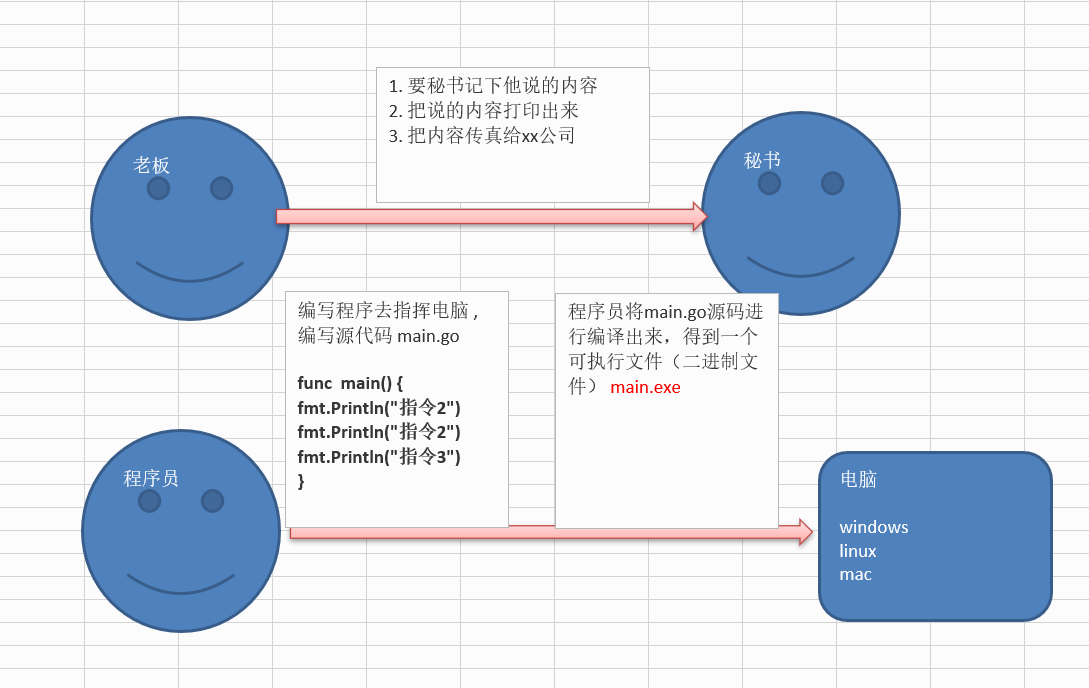 老板
1. 要秘书记下他说的内容
2. 把说的内容打印出来
3. 把内容传真给xx公司
秘书
编写程序去指挥电脑，
编写源代码 main.go
func  main() {
fmt.Println("指令2")
fmt.Println("指令2")
fmt.Println("指令3")
}
程序员将main.go源码进
行编译出来，得到一个
可执行文件（二进制文
件） main.exe
程序员
电脑
windows
linux
mac